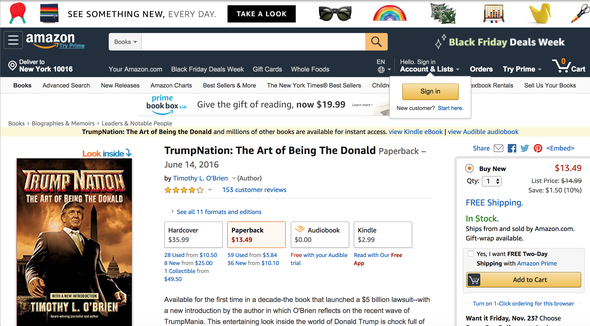 SEE SOMETHING NEW, EVERY DAY TAKE A LOOK
amazon
Try Prime
Books
Black Friday Deals Week
Deliver to
New York 10016
Your Amazon.com Black Friday Deals Week Gift Cards Whole Foods
EN
Hello. Sign in
Account & Lists Orders Try Prime 0 Cart
Books Advanced Search New Releases Amazon Charts Best Sellers & More The New York Times® Best Sellers Children's textbook Rentals Sell Us Your Books
Sign in
New customer? Start here.
prime
book box kids
Give the gift of reading, now $19.99 Learn more
Books › Biographies & Memoirs › Leaders & Notable People
TrumpNation: The Art of Being The Donald and millions of other books are available for instant access. view Kindle eBook | view Audible audiobook
Look inside
TRUMP NATION
THE ART OF BEING THE DONALD
WITH A NEW INTRODUCTION
TIMOTHY L. O'BRIEN
TrumpNation: The Art of Being The Donald Paperback –
June 14, 2016
by Timothy L. O'Brien (Author)
153 customer reviews
› See all 11 formats and editions
Hardcover
$35.99
Paperback
$13.49
Audiobook
$0.00
Kindle
$2.99
28 Used from $10.50
8 New from $25.00
1 Collectible from
$49.50
59 Used from $3.84
36 New from $10.10
Free with your Audible
trial
Read with Our Free
App
Available for the first time in a decade-the book that launched a $5 billion lawsuit--with
a new introduction by the author in which O'Brien reflects on the recent wave of
TrumpMania. This entertaining look inside the world of Donald Trump is chock full of
Share <Embed>
Buy New $13.49
Qty: 1
List Price: $14.99
Save: $1.50 (10%)
FREE Shipping.
In Stock.
Ships from and sold by Amazon.com.
Gift-wrap available.
Yes, I want FREE Two-Day
Shipping with Amazon Prime
Add to Cart
Turn on 1-Click ordering for this browser
Want it Friday, Nov. 23? Choose